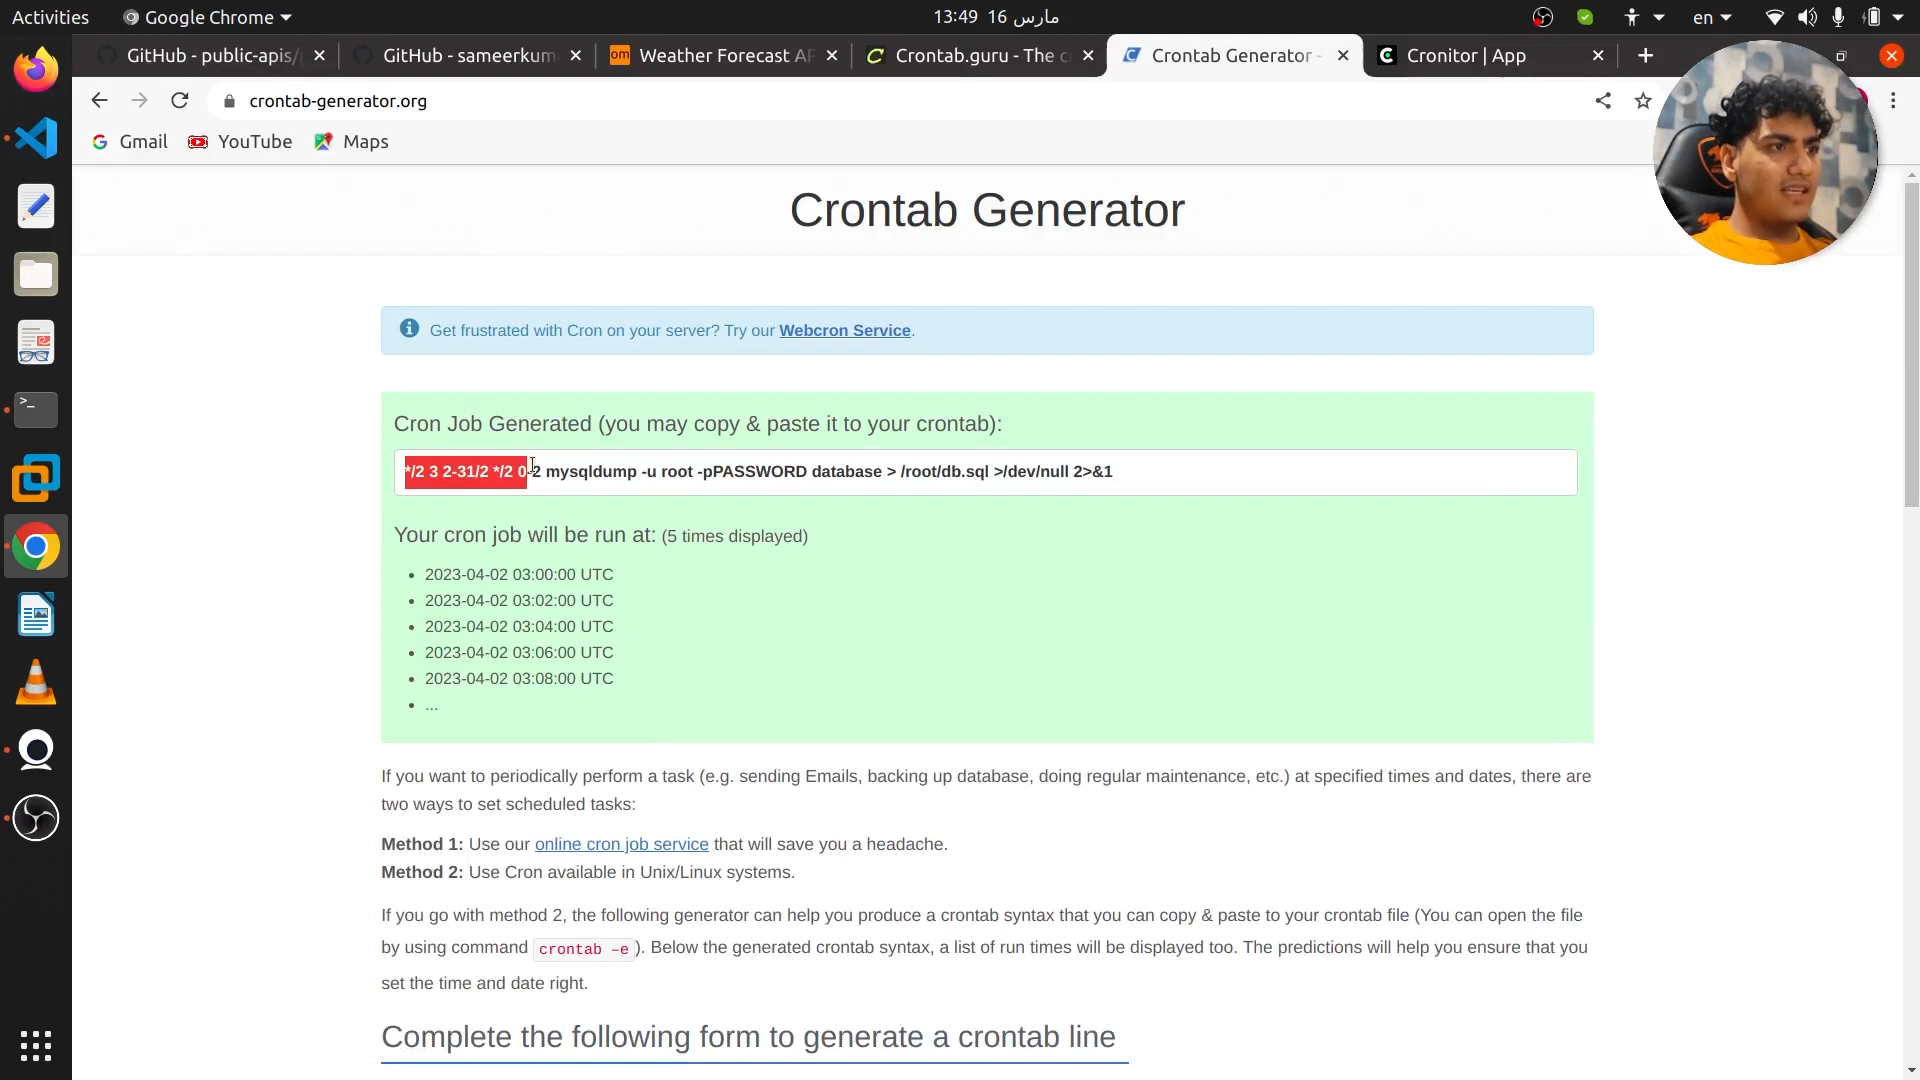 Activities
Google Chrome
مارس 16 13:49
en
GitHub - public-apis/
GitHub - sameerkum
Weather Forecast AP
Crontab.guru - The c
Crontab Generator -
Cronitor | App
crontab-generator.org
Gmail
YouTube
Maps
Crontab Generator
Get frustrated with Cron on your server? Try our Webcron Service.
Cron Job Generated (you may copy & paste it to your crontab):
*/2 3 2-31/2 */2 0-2 mysqldump -u root -pPASSWORD database > /root/db.sql >/dev/null 2>&1
Your cron job will be run at: (5 times displayed)
2023-04-02 03:00:00 UTC
2023-04-02 03:02:00 UTC
2023-04-02 03:04:00 UTC
2023-04-02 03:06:00 UTC
2023-04-02 03:08:00 UTC
...
If you want to periodically perform a task (e.g. sending Emails, backing up database, doing regular maintenance, etc.) at specified times and dates, there are
two ways to set scheduled tasks:
Method 1: Use our online cron job service that will save you a headache.
Method 2: Use Cron available in Unix/Linux systems.
If you go with method 2, the following generator can help you produce a crontab syntax that you can copy & paste to your crontab file (You can open the file
by using command crontab -e). Below the generated crontab syntax, a list of run times will be displayed too. The predictions will help you ensure that you
set the time and date right.
Complete the following form to generate a crontab line